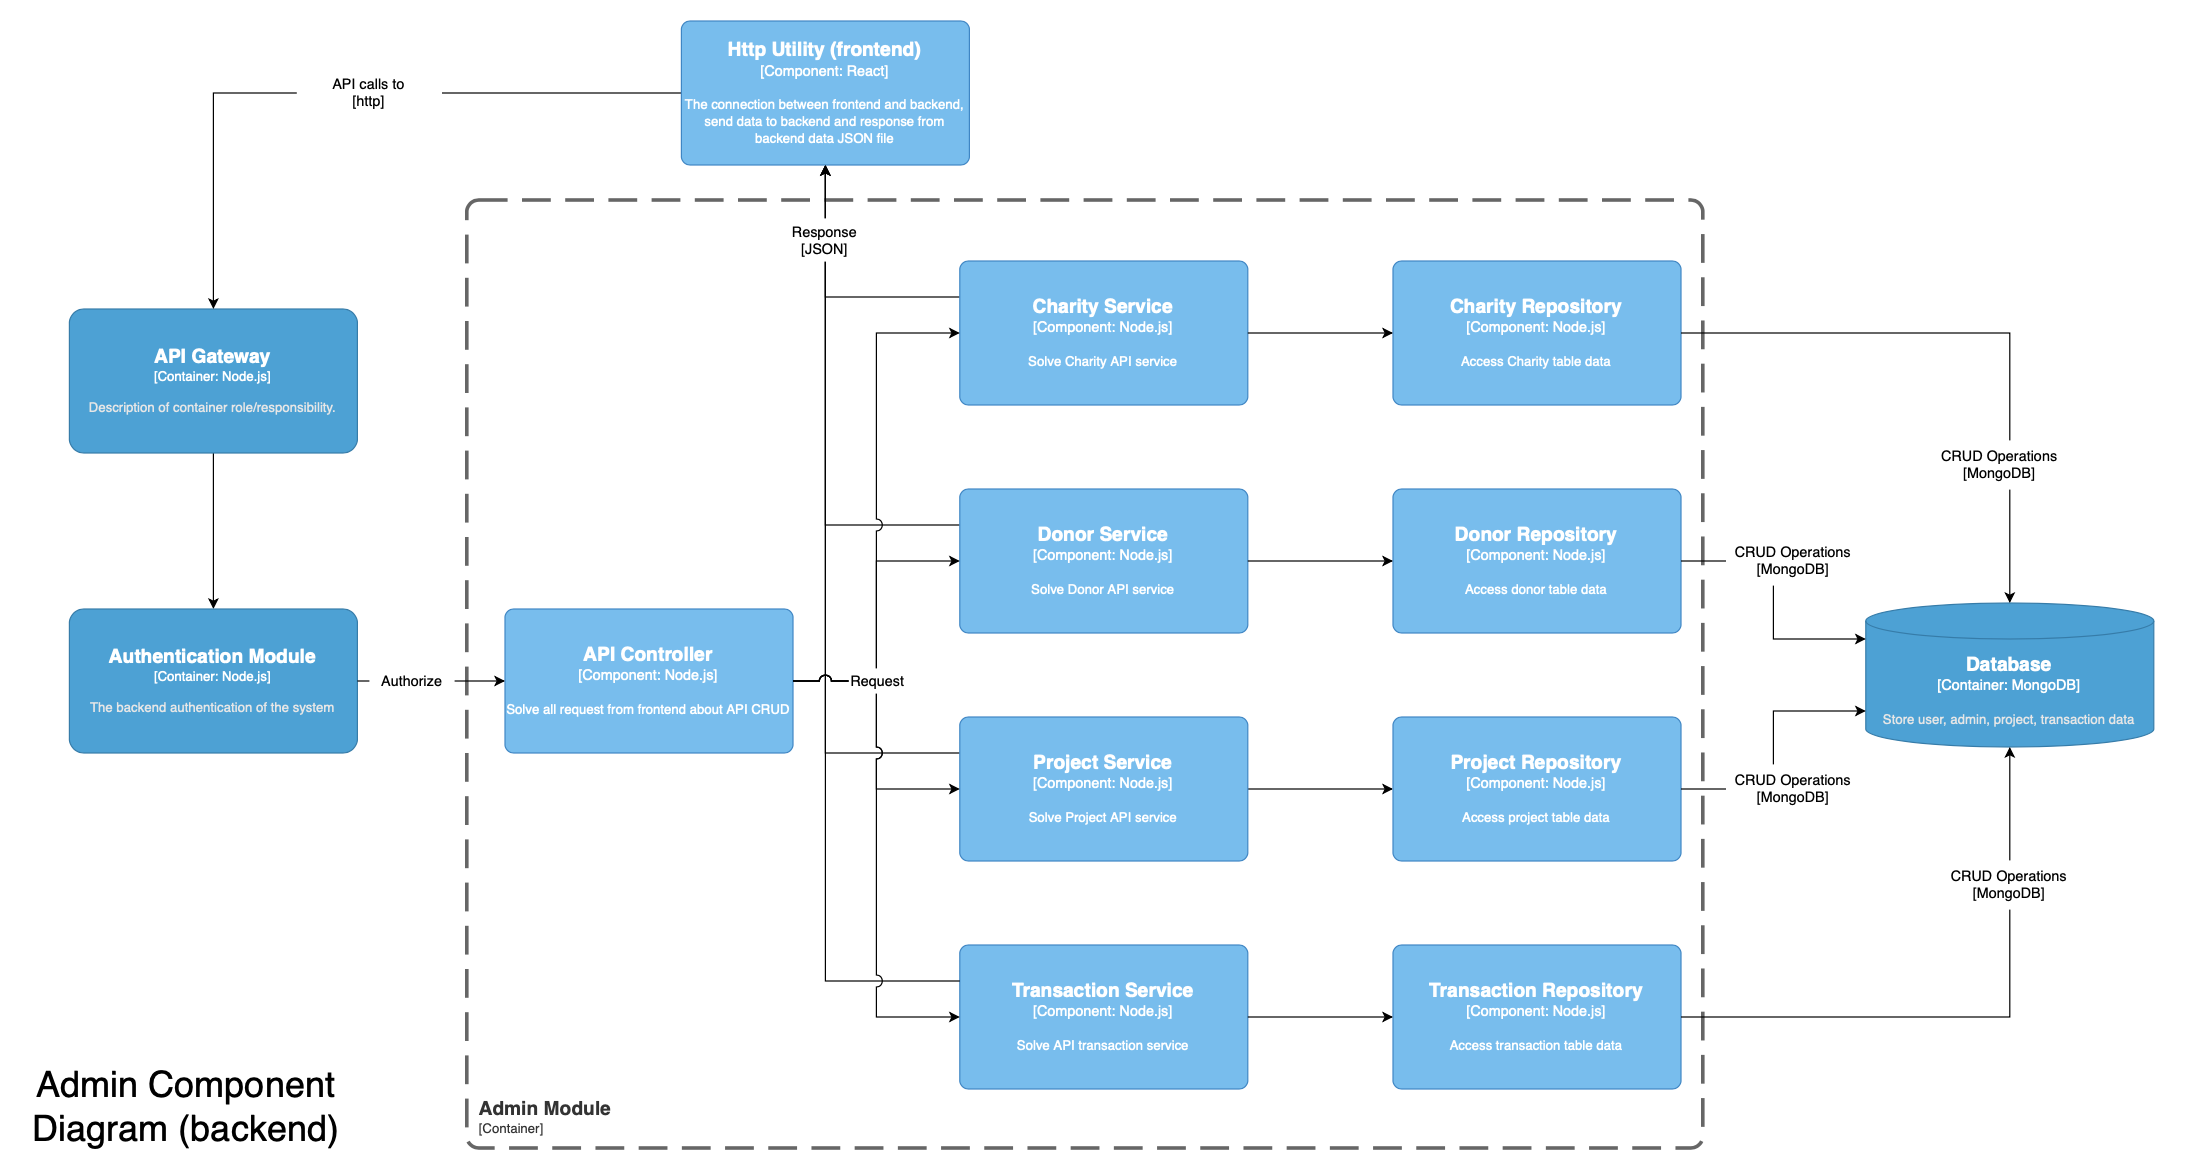 Http Utility (frontend)
[Component: React]
The connection between frontend and backend,
send data to backend and response from
backend data JSON file
API calls to
[http]
Response
[JSON]
API Gateway
[Container: Node.js]
Description of container role/responsibility.
Charity Service
[Component: Node.js]
Solve Charity API service
Charity Repository
[Component: Node.js]
Access Charity table data
CRUD Operations
[MongoDB]
Donor Service
[Component: Node.js]
Solve Donor API service
Donor Repository
[Component: Node.js]
Access donor table data
CRUD Operations
[MongoDB]
Authentication Module
[Container: Node.js]
The backend authentication of the system
Authorize
API Controller
[Component: Node.js]
Solve all request from frontend about API CRUD
Request
Database
[Container: MongoDB]
Store user, admin, project, transaction data
Project Service
[Component: Node.js]
Solve Project API service
Project Repository
[Component: Node.js]
Access project table data
CRUD Operations
[MongoDB]
CRUD Operations
[MongoDB]
Transaction Service
[Component: Node.js]
Solve API transaction service
Transaction Repository
[Component: Node.js]
Access transaction table data
Admin Module
[Container]
Admin Component
Diagram (backend)